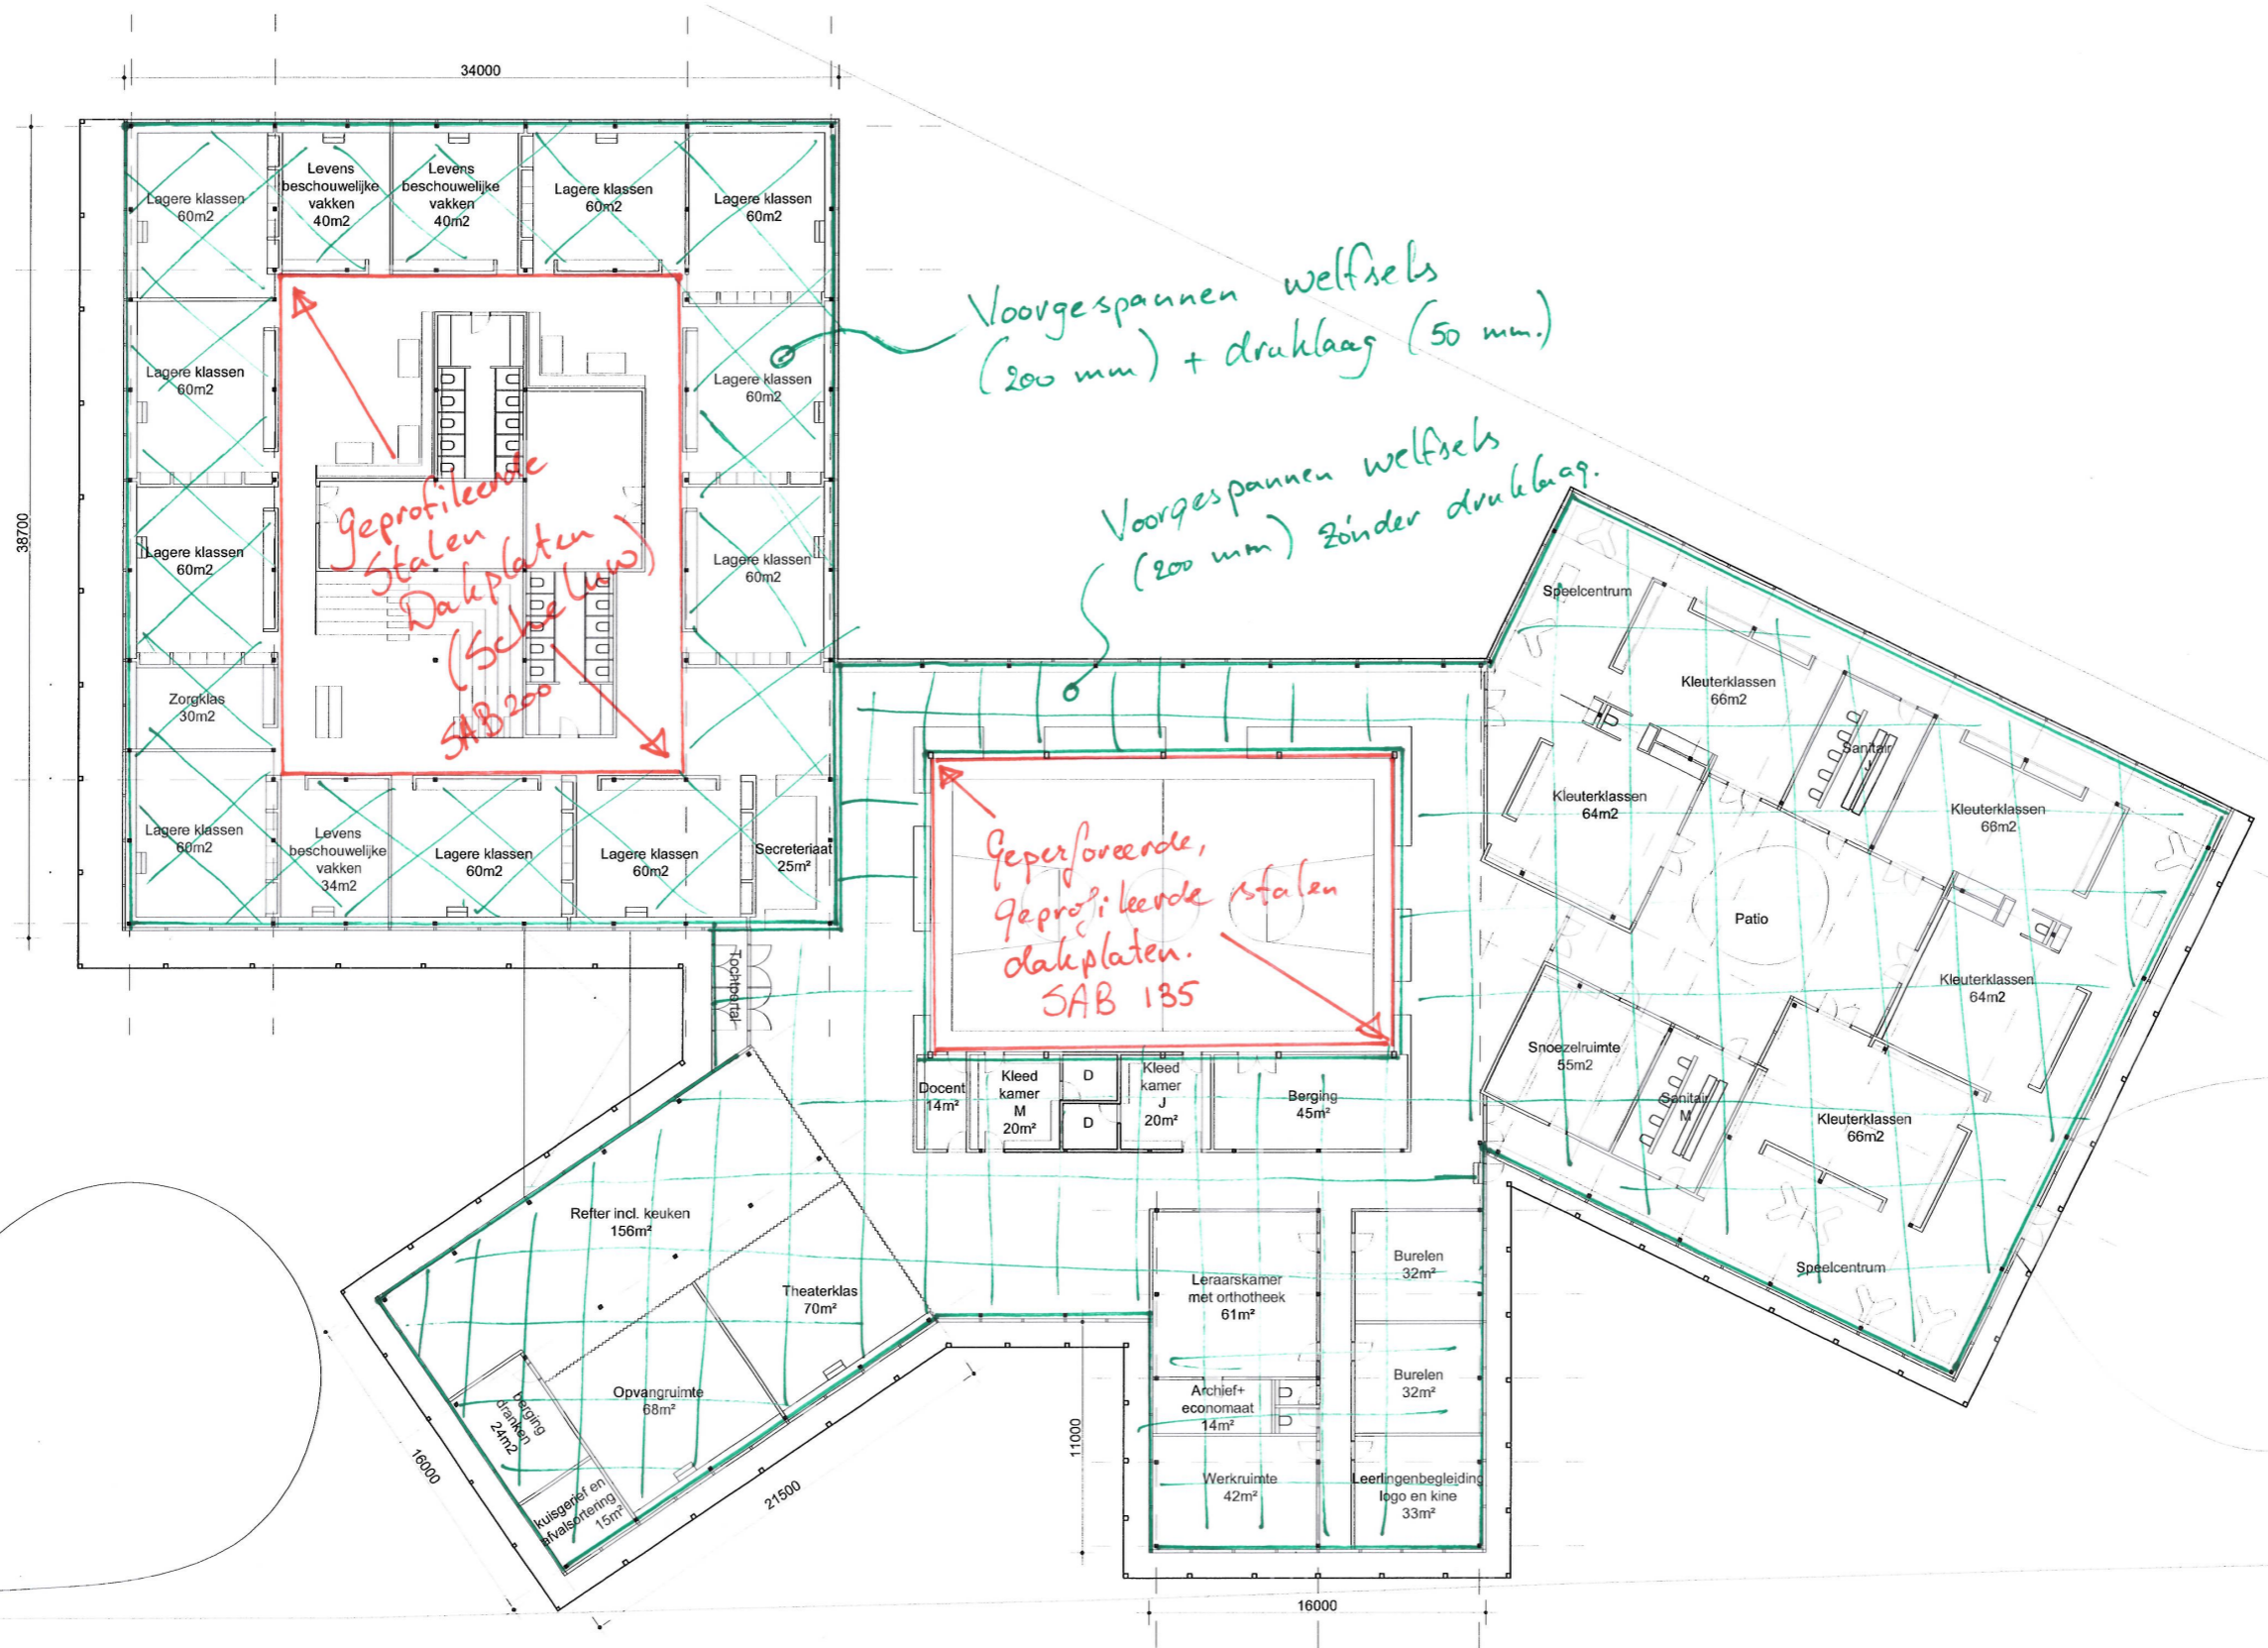 34000
38700
Lagere klassen
60m2
Levens
beschouwelijke
vakken
40m2
Levens
beschouwelijke
vakken
40m2
Lagere klassen
60m2
Lagere klassen
60m2
Voorgespannen welfsels
(200 mm) + druklaag (50 mm.)
Lagere klassen
60m2
Lagere klassen
60m2
Voorgespannen welfsels
(200 mm) zónder druklaag.
Geprofileerde
Stalen
Dakplaten
SAB 200
Lagere klassen
60m2
Lagere klassen
60m2
Zorgklas
30m2
Lagere klassen
60m2
Levens
beschouwelijke
vakken
34m2
Lagere klassen
60m2
Lagere klassen
60m2
Secreteriaat
25m²
Tochtportal
Geperforeerde,
geprofileerde stalen
dakplaten.
SAB 135
Speelcentrum
Kleuterklassen
66m2
Sanitair
J
Kleuterklassen
64m2
Kleuterklassen
66m2
Patio
Kleuterklassen
64m2
Snoezelruimte
55m2
Sanitair
M
Kleuterklassen
66m2
Speelcentrum
Docent
14m²
Kleed
kamer
M
20m²
D
D
Kleed
kamer
J
20m²
Berging
45m²
Refter incl. keuken
156m²
Theaterklas
70m²
Opvangruimte
68m²
berging
dranken
24m2
kuisgerief en
afvalsortering
15m²
16000
21500
11000
Leraarskamer
met orthotheek
61m²
Burelen
32m²
Burelen
32m²
Archief+
economaat
14m²
Werkruimte
42m²
Leerlingenbegleiding
logo en kine
33m²
16000